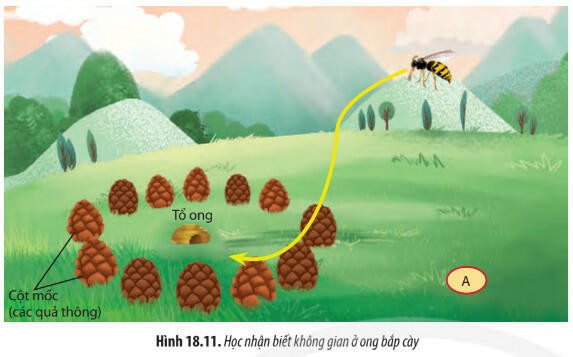 Tổ ong
Cột mốc
(các quả thông)
A
Hình 18.11. Học nhận biết không gian ở ong bắp cày